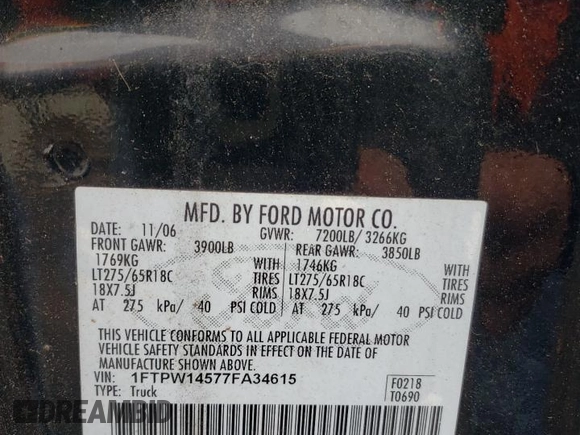 MFD. BY FORD MOTOR CO.
DATE: 11/06 GVWR: 7200LB/ 3266KG
FRONT GAWR: 3900LB REAR GAWR: 3850LB
1769KG WITH 1746KG WITH
LT275/65R18C TIRES LT275/65R18C TIRES
18X7.5J RIMS 18X7.5J RIMS
AT 275 kPa/ 40 PSI COLD AT 275 kPa/ 40 PSI COLD
THIS VEHICLE CONFORMS TO ALL APPLICABLE FEDERAL MOTOR
VEHICLE SAFETY STANDARDS IN EFFECT ON THE DATE OF
MANUFACTURE SHOWN ABOVE.
VIN: 1FTPW14577FA34615 F0218
TYPE: Truck T0690
DREAMBID